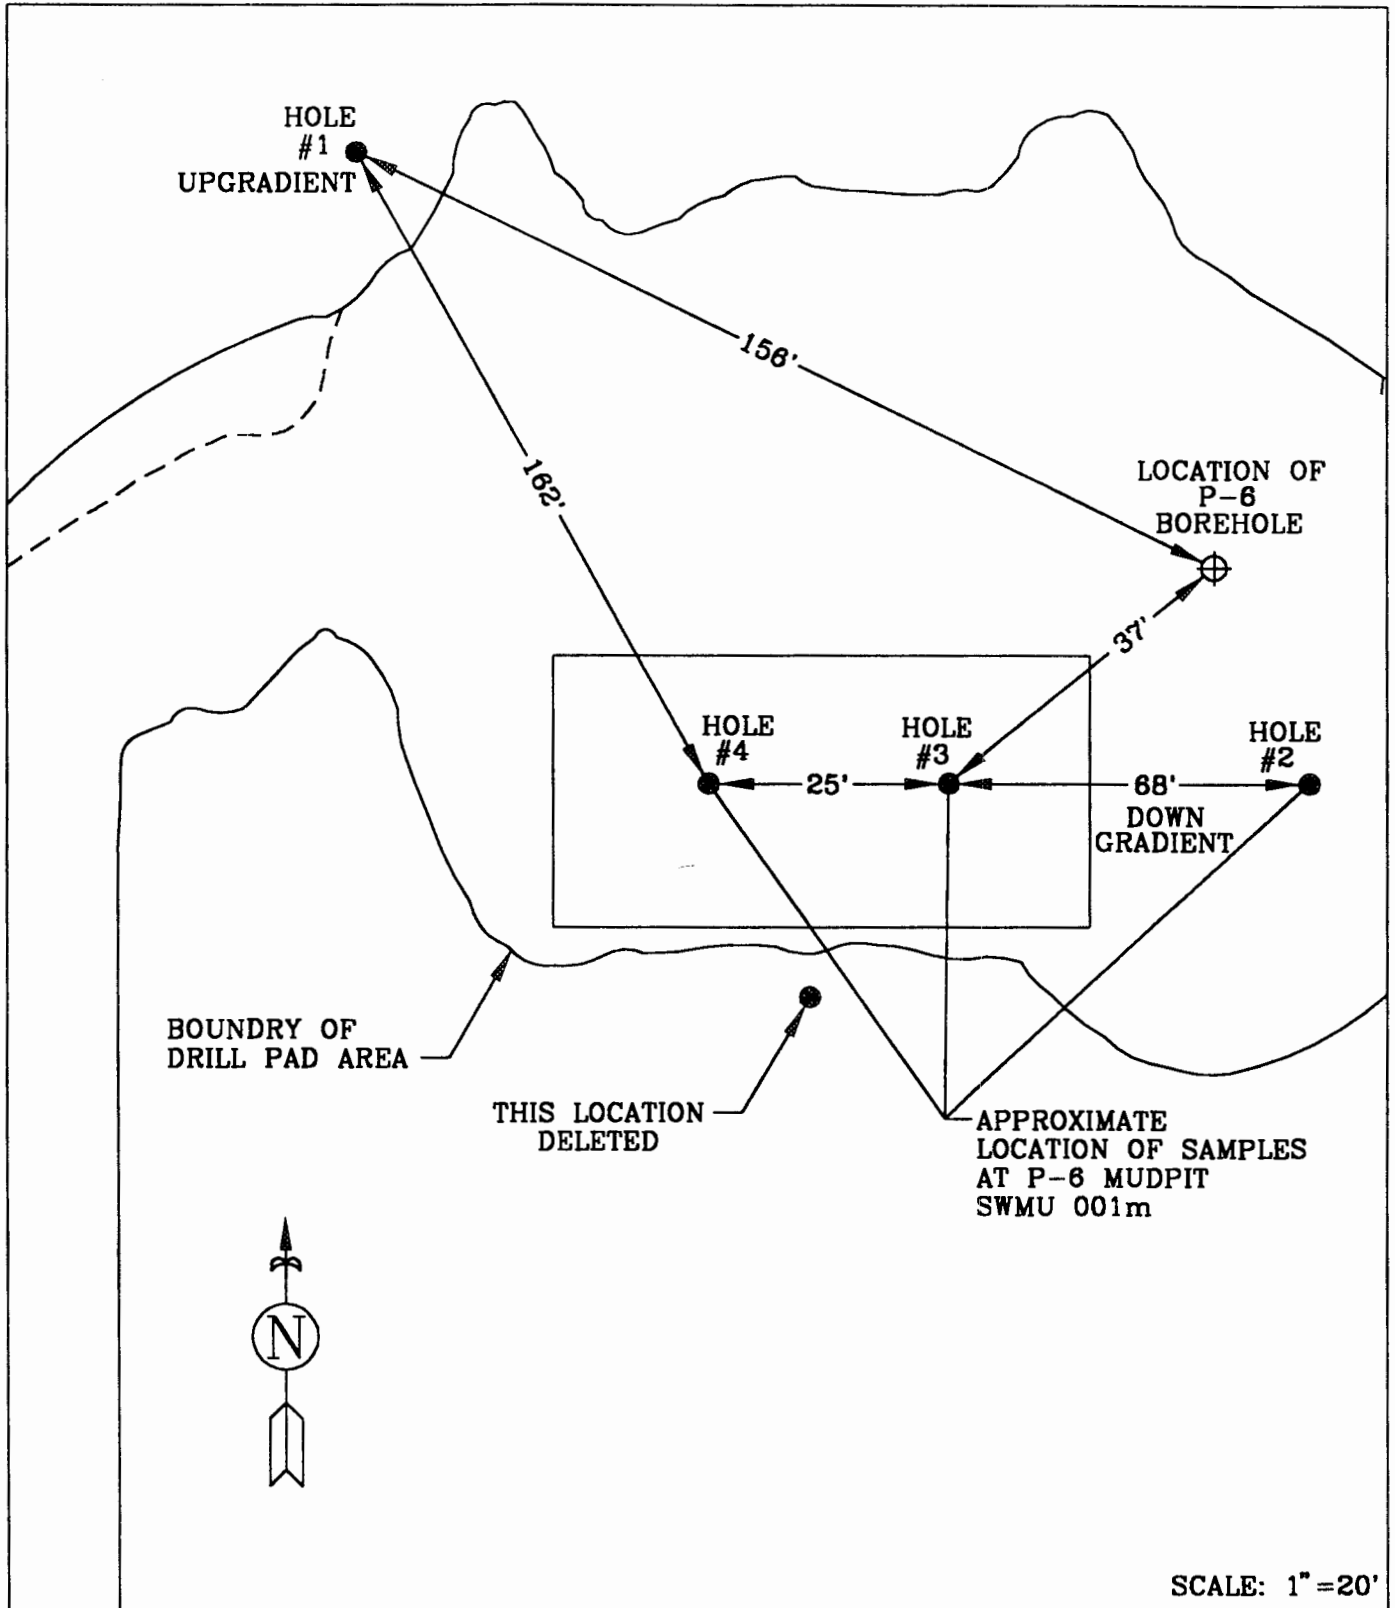 HOLE
#1
UPGRADIENT
156'
162'
LOCATION OF
P-6
BOREHOLE
37'
HOLE
#4
HOLE
#3
HOLE
#2
25'
68'
DOWN
GRADIENT
BOUNDRY OF
DRILL PAD AREA
THIS LOCATION
DELETED
APPROXIMATE
LOCATION OF SAMPLES
AT P-6 MUDPIT
SWMU 001m
N
SCALE: 1"=20'